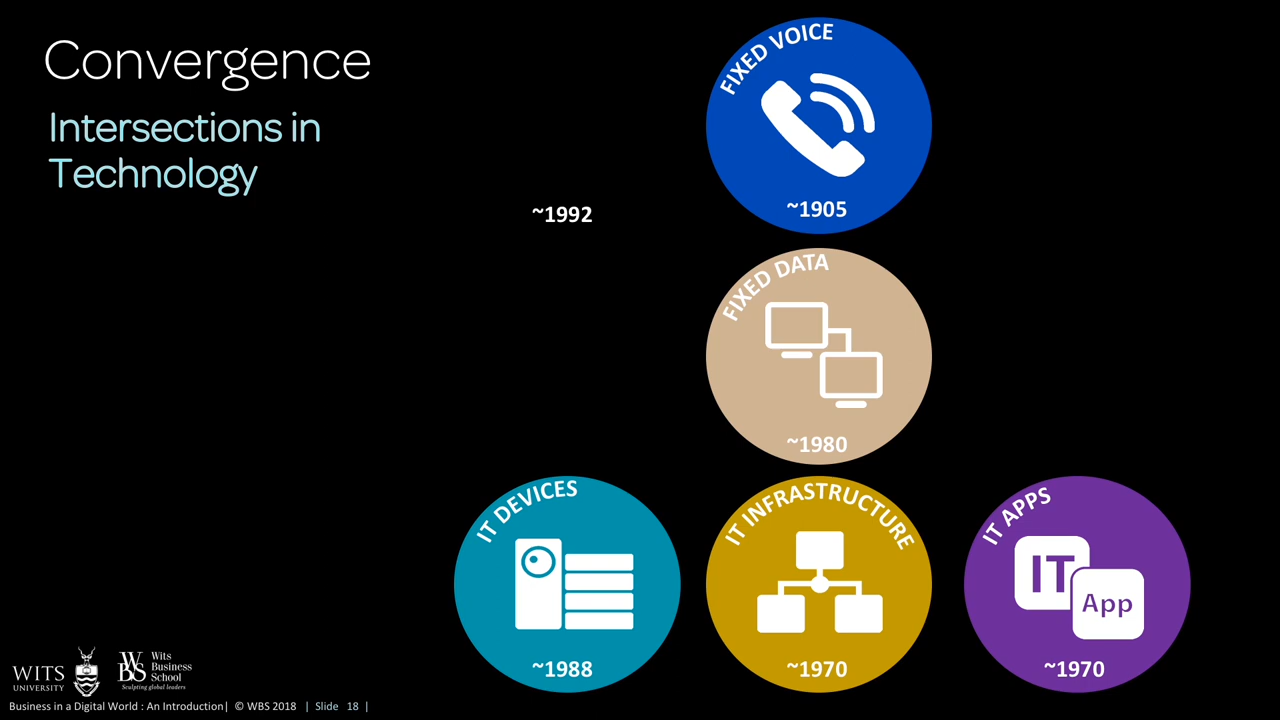 Convergence
Intersections in
Technology
FIXED VOICE
~1905
~1992
FIXED DATA
~1980
IT DEVICES
~1988
IT INFRASTRUCTURE
~1970
IT APPS
IT
App
~1970
WITS
UNIVERSITY
WBS
Wits
Business
School
Sculpting global leaders
Business in a Digital World : An Introduction| © WBS 2018 | Slide 18 |